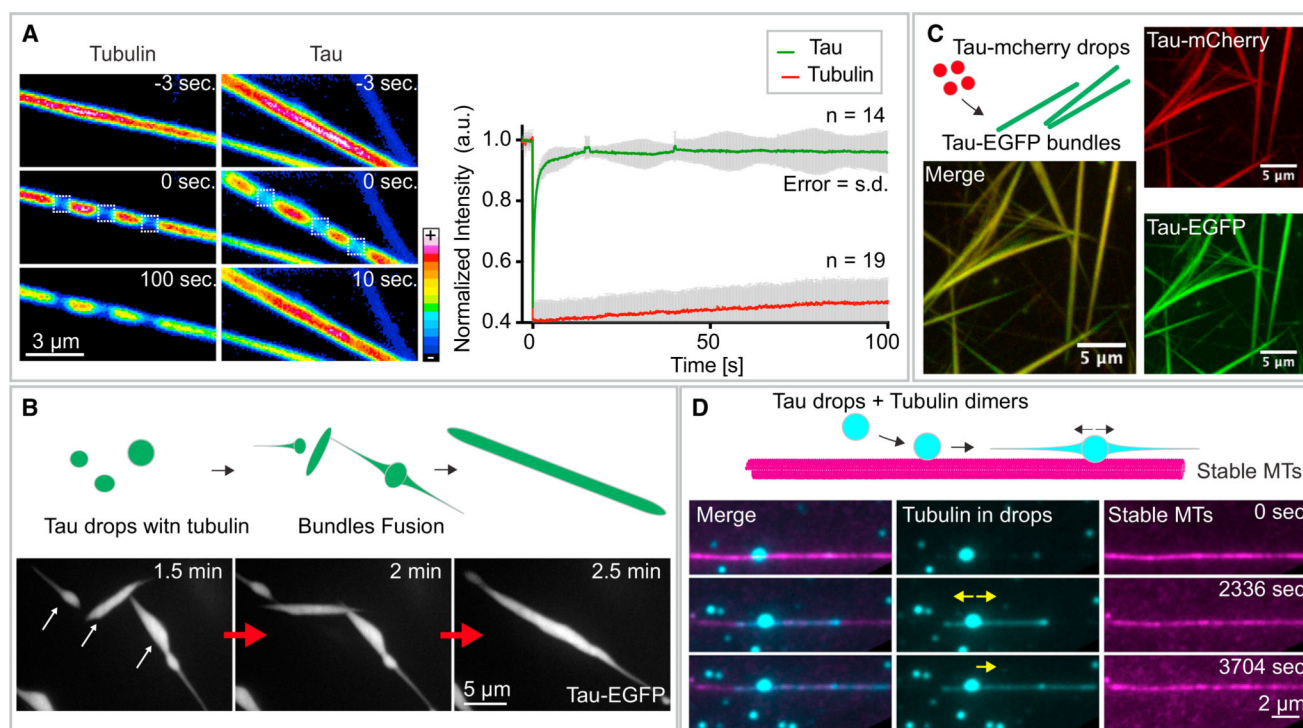 A
Tubulin
Tau
-3 sec.
-3 sec.
0 sec.
0 sec.
100 sec.
10 sec.
3 µm
+
-
Tau
Tubulin
n = 14
Error = s.d.
n = 19
Normalized Intensity (a.u.)
1.0
0.8
0.6
0.4
0
50
100
Time [s]
C
Tau-mcherry drops
Tau-EGFP bundles
Merge
5 µm
Tau-mCherry
5 µm
Tau-EGFP
5 µm
B
Tau drops witn tubulin
Bundles Fusion
1.5 min
2 min
2.5 min
5 µm
Tau-EGFP
D
Tau drops + Tubulin dimers
Stable MTs
Merge
Tubulin in drops
Stable MTs
0 sec
2336 sec
3704 sec
2 µm